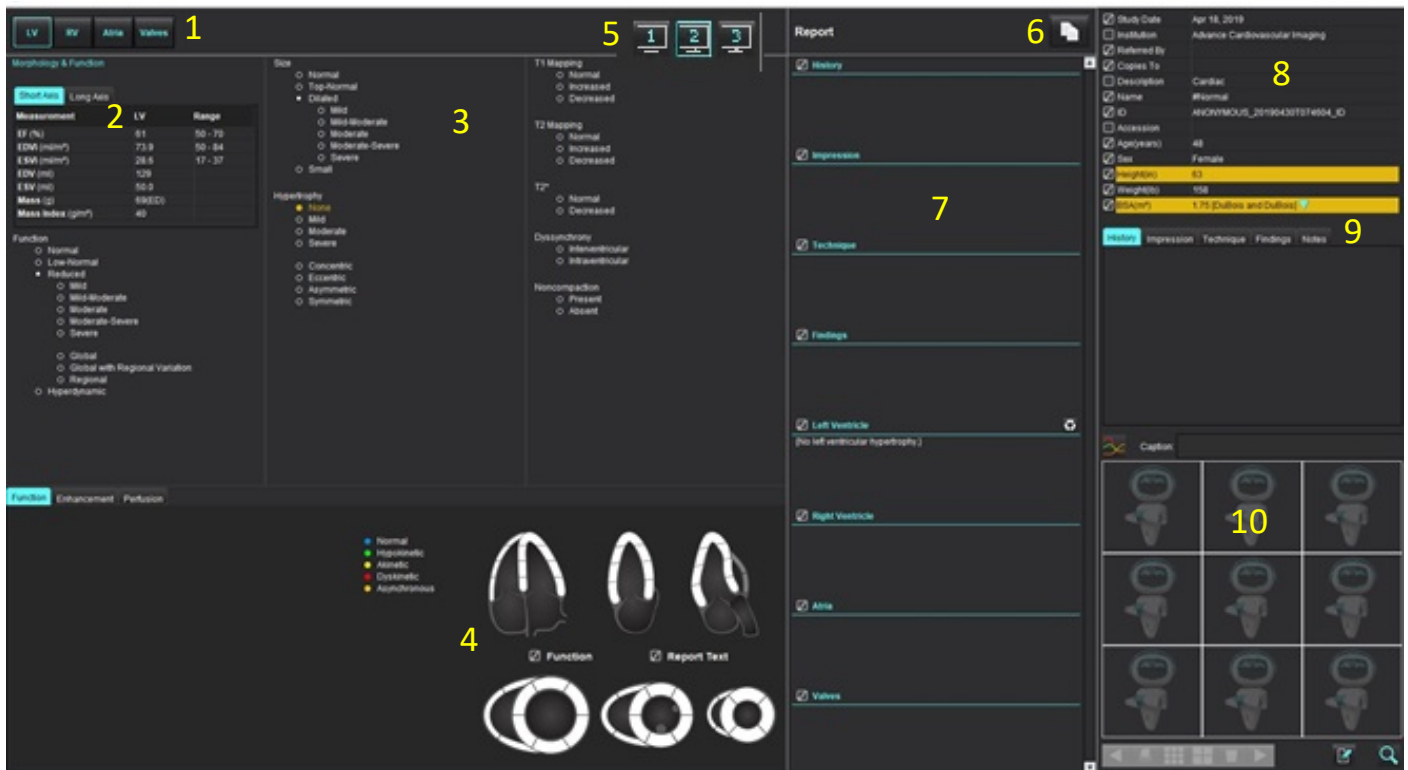 LV RV Atria Valves 1
5 1 2 3
Morphology & Function
Short Axis Long Axis
2
Measurement LV Range
EF (%) 61 50 - 70
EDVI (ml/m²) 73.9 50 - 84
ESVI (ml/m²) 28.6 17 - 37
EDV (ml) 129
ESV (ml) 50.0
Mass (g) 69(ED)
Mass Index (g/m²) 40
Function
Normal
Low-Normal
Reduced
Mild
Mild-Moderate
Moderate
Moderate-Severe
Severe
Global
Global with Regional Variation
Regional
Hyperdynamic
Size
Normal
Top-Normal
Dilated
Mild
Mild-Moderate
Moderate
Moderate-Severe
Severe
Small
3
Hypertrophy
None
Mild
Moderate
Severe
Concentric
Eccentric
Asymmetric
Symmetric
T1 Mapping
Normal
Increased
Decreased
T2 Mapping
Normal
Increased
Decreased
T2*
Normal
Decreased
Dyssynchrony
Interventricular
Intraventricular
Noncompaction
Present
Absent
Function Enhancement Perfusion
Normal
Hypokinetic
Akinetic
Dyskinetic
Asynchronous
4
Function Report Text
Report 6
History
Impression
7
Technique
Findings
Left Ventricle
[No left ventricular hypertrophy.]
Right Ventricle
Atria
Valves
Study Date Apr 18, 2019
Institution Advance Cardiovascular Imaging
Referred By
Copies To
8
Description Cardiac
Name #Normal
ID ANONYMOUS_20190430T074604_ID
Accession
Age(years) 48
Sex Female
Height(in) 63
Weight(lb) 158
BSA(m²) 1.75 [DuBois and DuBois]
History Impression Technique Findings Notes 9
Caption
10